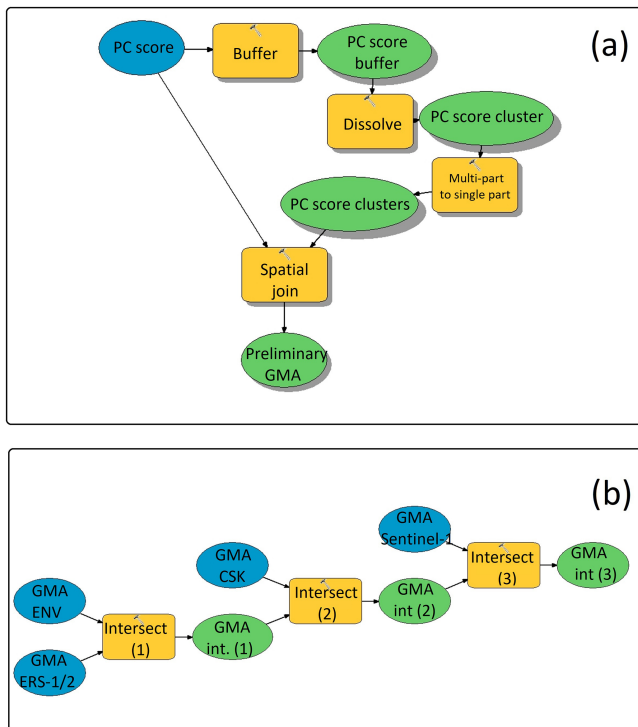 (a)
PC score
Buffer
PC score
buffer
Dissolve
PC score cluster
Multi-part
to single part
PC score clusters
Spatial
join
Preliminary
GMA
(b)
GMA
Sentinel-1
GMA
CSK
Intersect
(3)
GMA
int (3)
GMA
ENV
Intersect
(2)
GMA
int (2)
Intersect
(1)
GMA
int. (1)
GMA
ERS-1/2